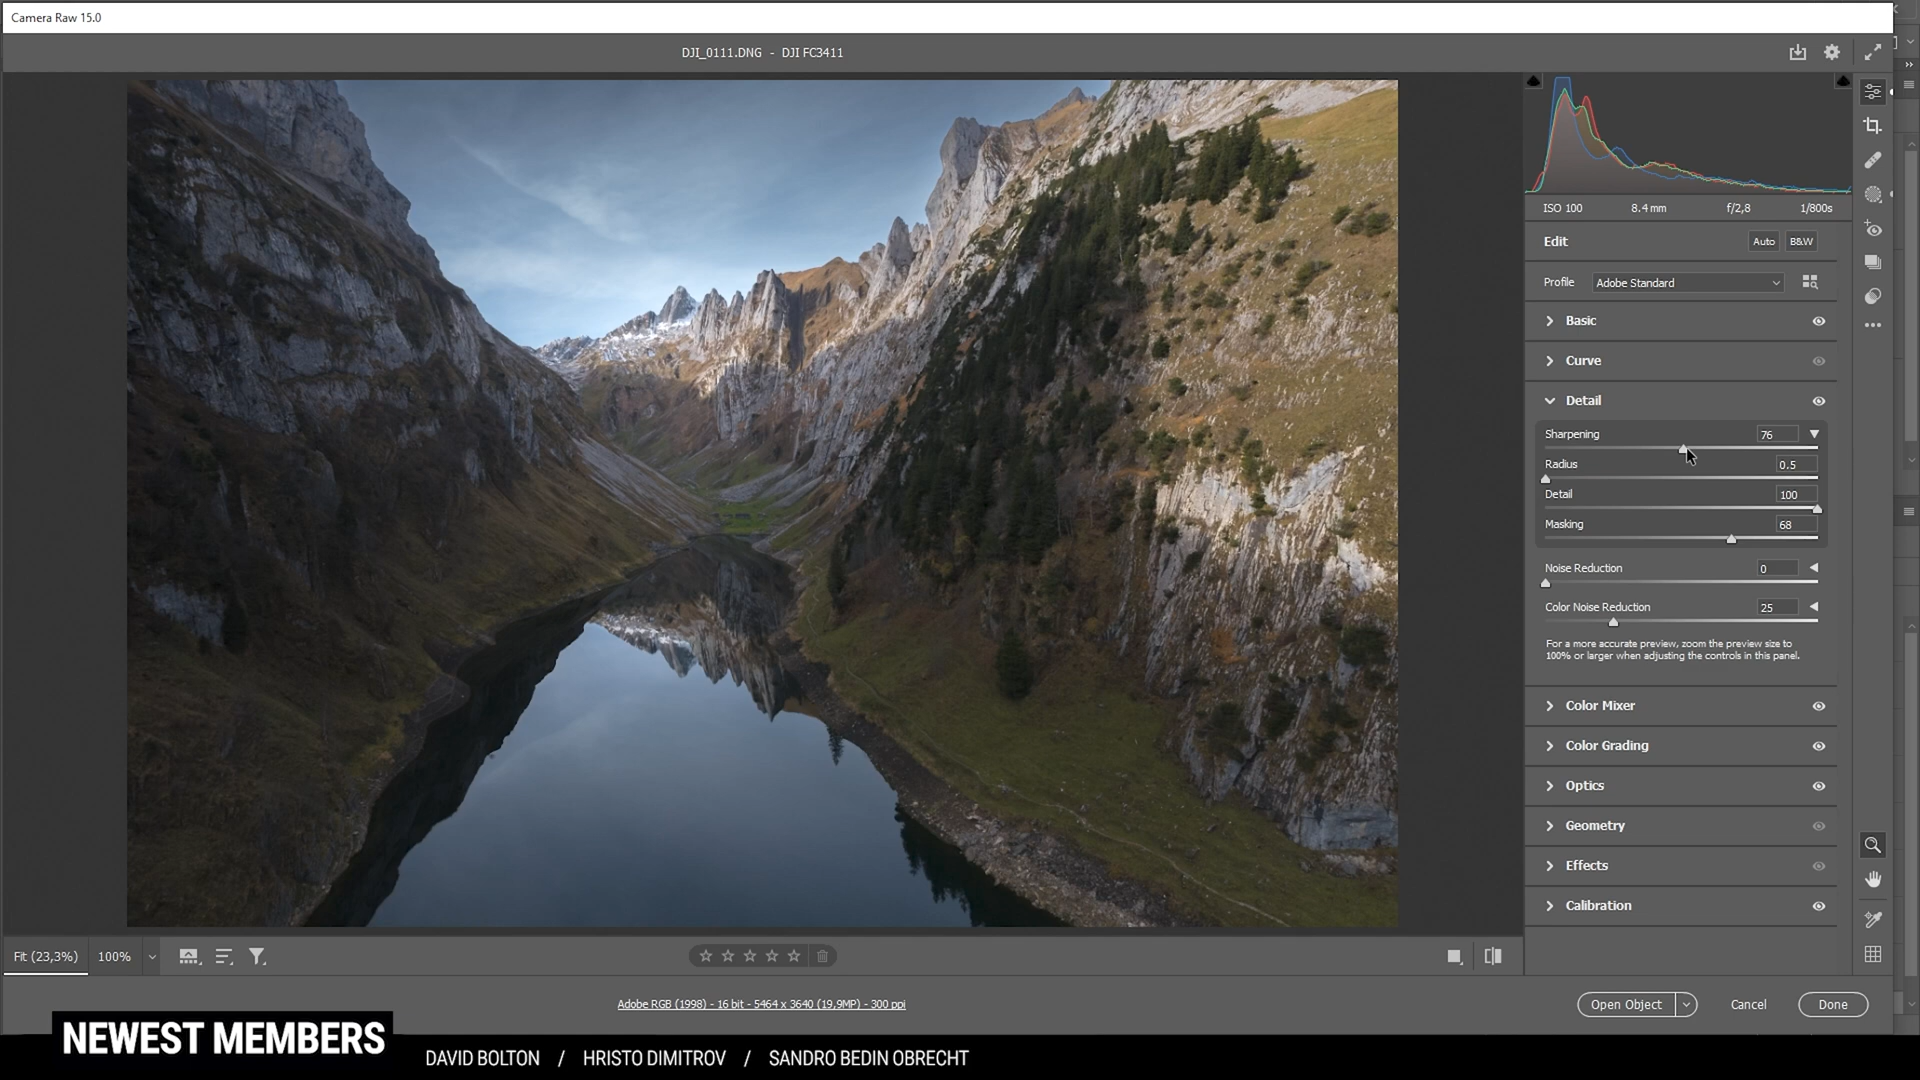 Camera Raw 15.0
DJI_0111.DNG - DJI FC3411
ISO 100 8.4 mm f/2,8 1/800s
Edit Auto B&W
Profile Adobe Standard
Basic
Curve
Detail
Sharpening 76
Radius 0.5
Detail 100
Masking 68
Noise Reduction 0
Color Noise Reduction 25
For a more accurate preview, zoom the preview size to
100% or larger when adjusting the controls in this panel.
Color Mixer
Color Grading
Optics
Geometry
Effects
Calibration
Fit (23,3%) 100%
Adobe RGB (1998) - 16 bit - 5464 x 3640 (19,9MP) - 300 ppi
Open Object Cancel Done
NEWEST MEMBERS
DAVID BOLTON / HRISTO DIMITROV / SANDRO BEDIN OBRECHT